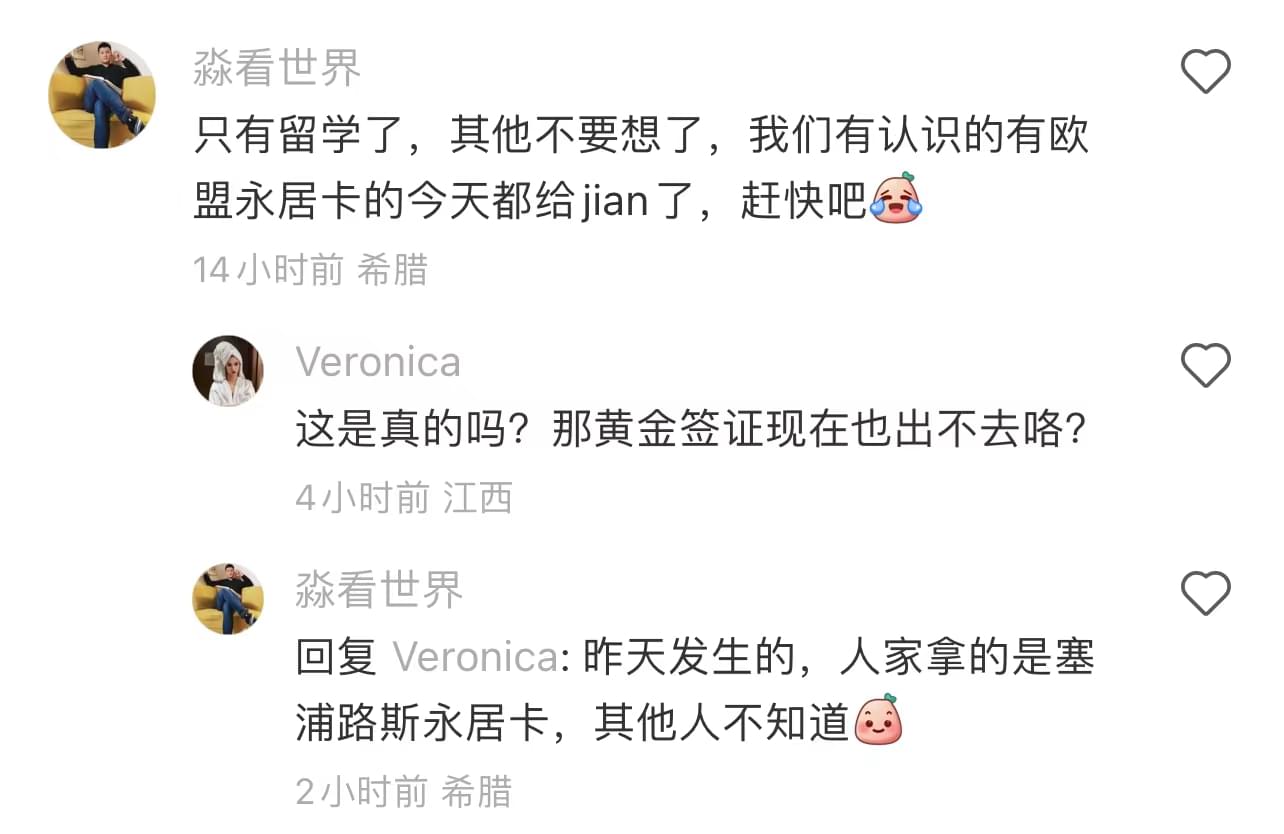 淼看世界
只有留学了，其他不要想了，我们有认识的有欧
盟永居卡的今天都给jian了，赶快吧
14小时前 希腊
Veronica
这是真的吗？那黄金签证现在也出不去咯？
4小时前 江西
淼看世界
回复 Veronica: 昨天发生的，人家拿的是塞
浦路斯永居卡，其他人不知道
2小时前 希腊